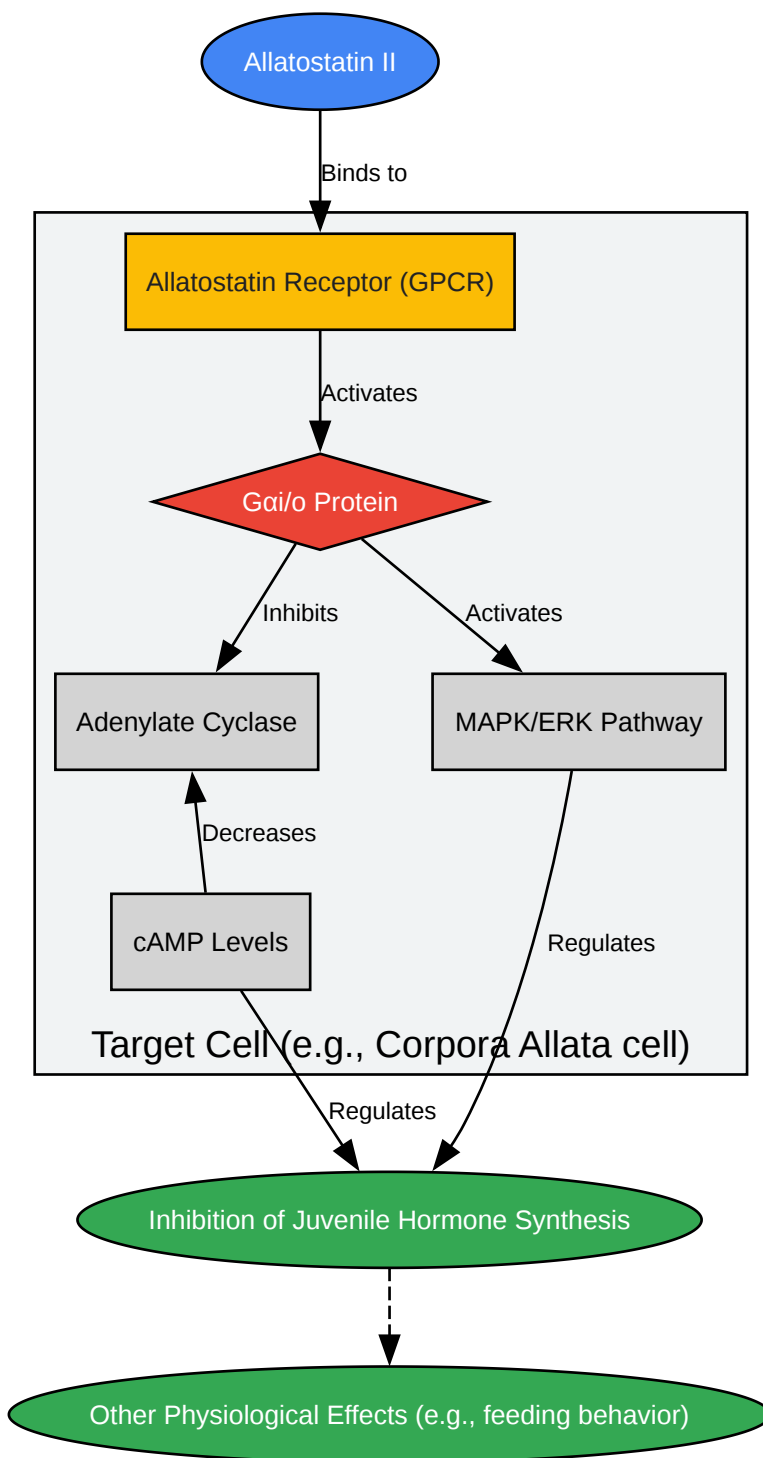 Allatostatin II
Binds to
Allatostatin Receptor (GPCR)
Activates
Gαi/o Protein
Inhibits
Activates
Adenylate Cyclase
MAPK/ERK Pathway
Decreases
cAMP Levels
Regulates
Target Cell (e.g., Corpora Allata cell)
Regulates
Inhibition of Juvenile Hormone Synthesis
Other Physiological Effects (e.g., feeding behavior)